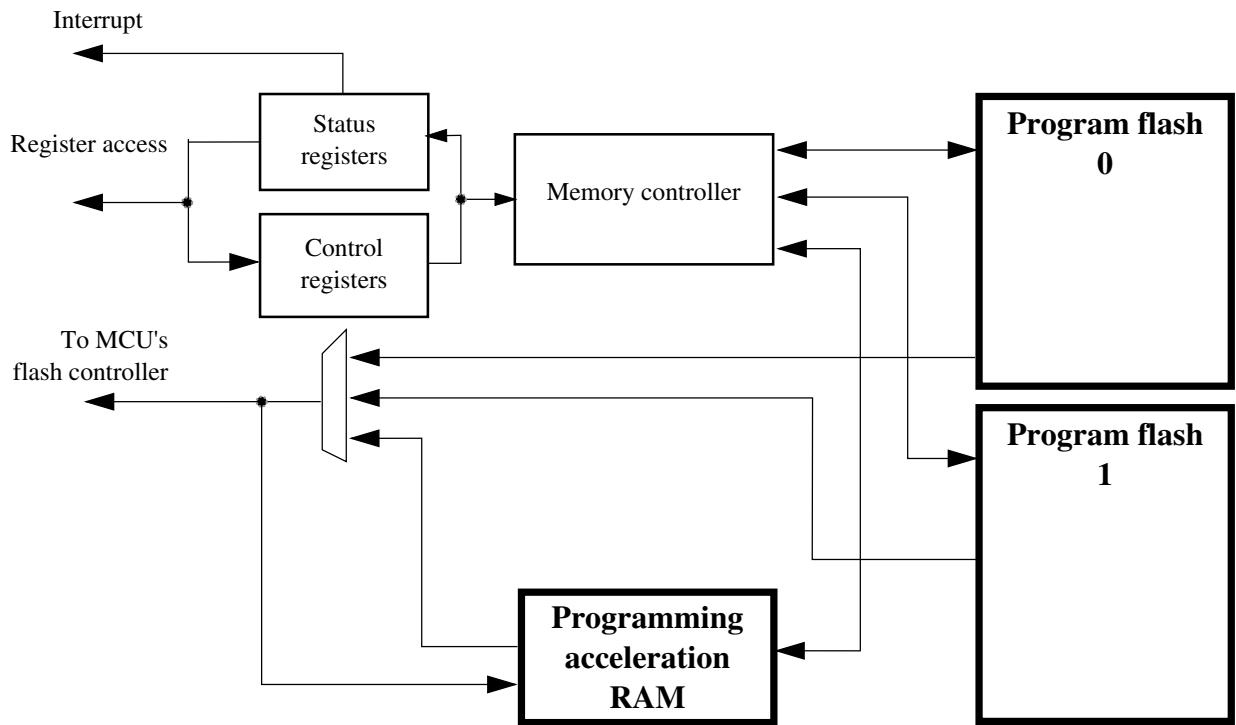 Interrupt
Status
registers
Register access
Control
registers
Memory controller
Program flash
0
To MCU's
flash controller
Program flash
1
Programming
acceleration
RAM